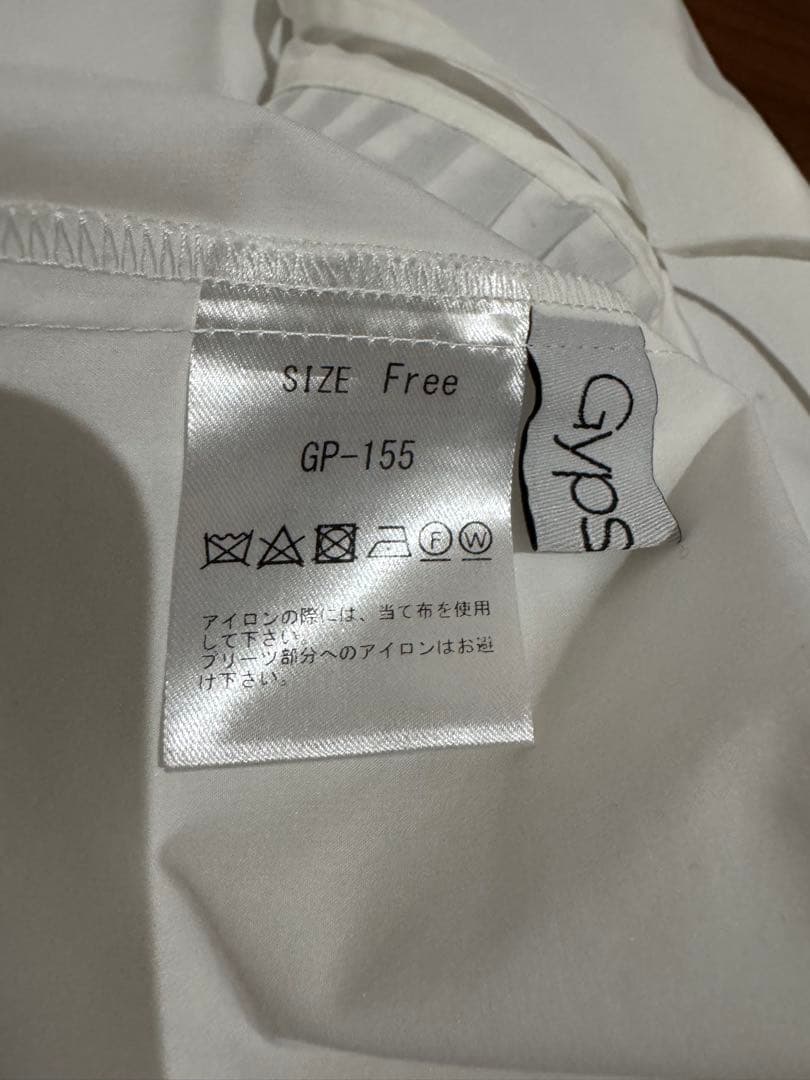 SIZE Free
GP-155
F W
アイロンの際には、当て布を使用
して下さい。
プリーツ部分へのアイロンはお避
け下さい。
Gyps